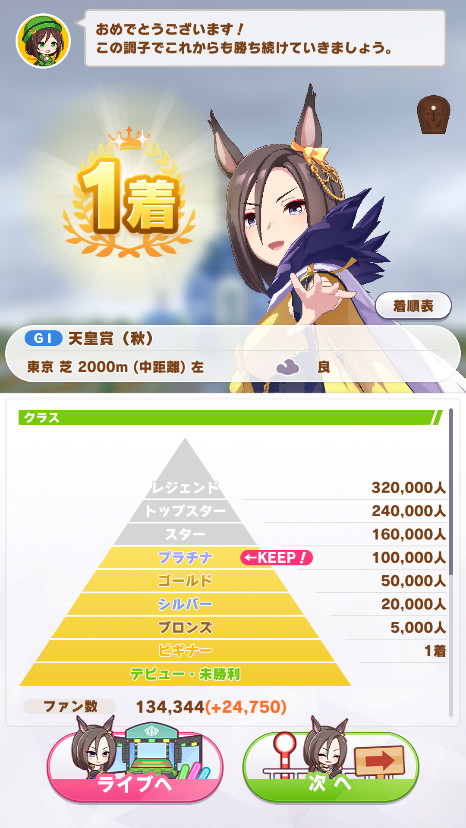 おめでとうございます！
この調子でこれからも勝ち続けていきましょう。
1着
着順表
GI 天皇賞（秋）
東京 芝 2000m (中距離) 左 良
クラス
レジェンド 320,000人
トップスター 240,000人
スター 160,000人
プラチナ ←KEEP! 100,000人
ゴールド 50,000人
シルバー 20,000人
ブロンズ 5,000人
ビギナー 1着
デビュー・未勝利
ファン数 134,344(+24,750)
ライブへ 次へ